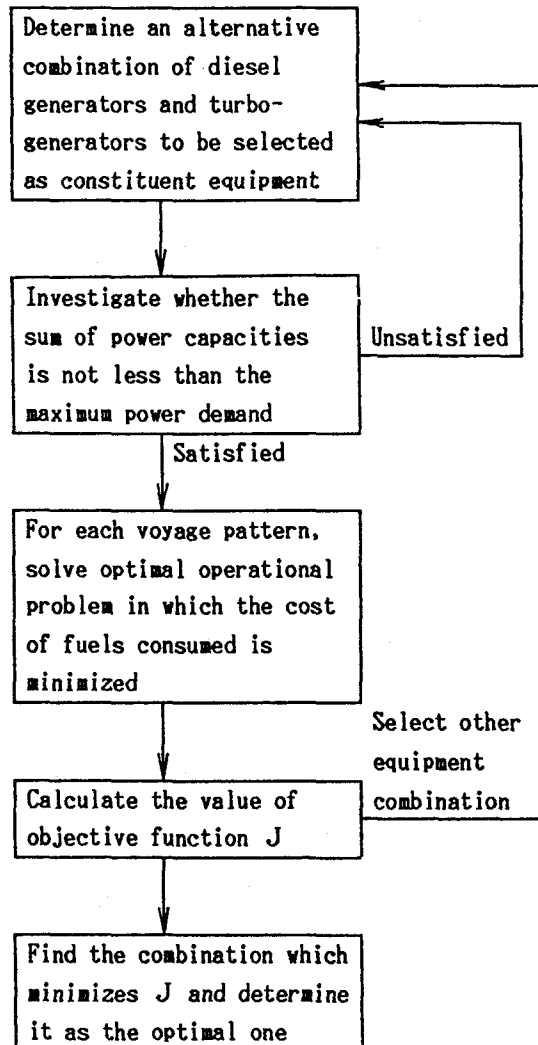 Determine an alternative
combination of diesel
generators and turbo-
generators to be selected
as constituent equipment
Investigate whether the
sum of power capacities
is not less than the
maximum power demand
Unsatisfied
Satisfied
For each voyage pattern,
solve optimal operational
problem in which the cost
of fuels consumed is
minimized
Select other
equipment
combination
Calculate the value of
objective function J
Find the combination which
minimizes J and determine
it as the optimal one